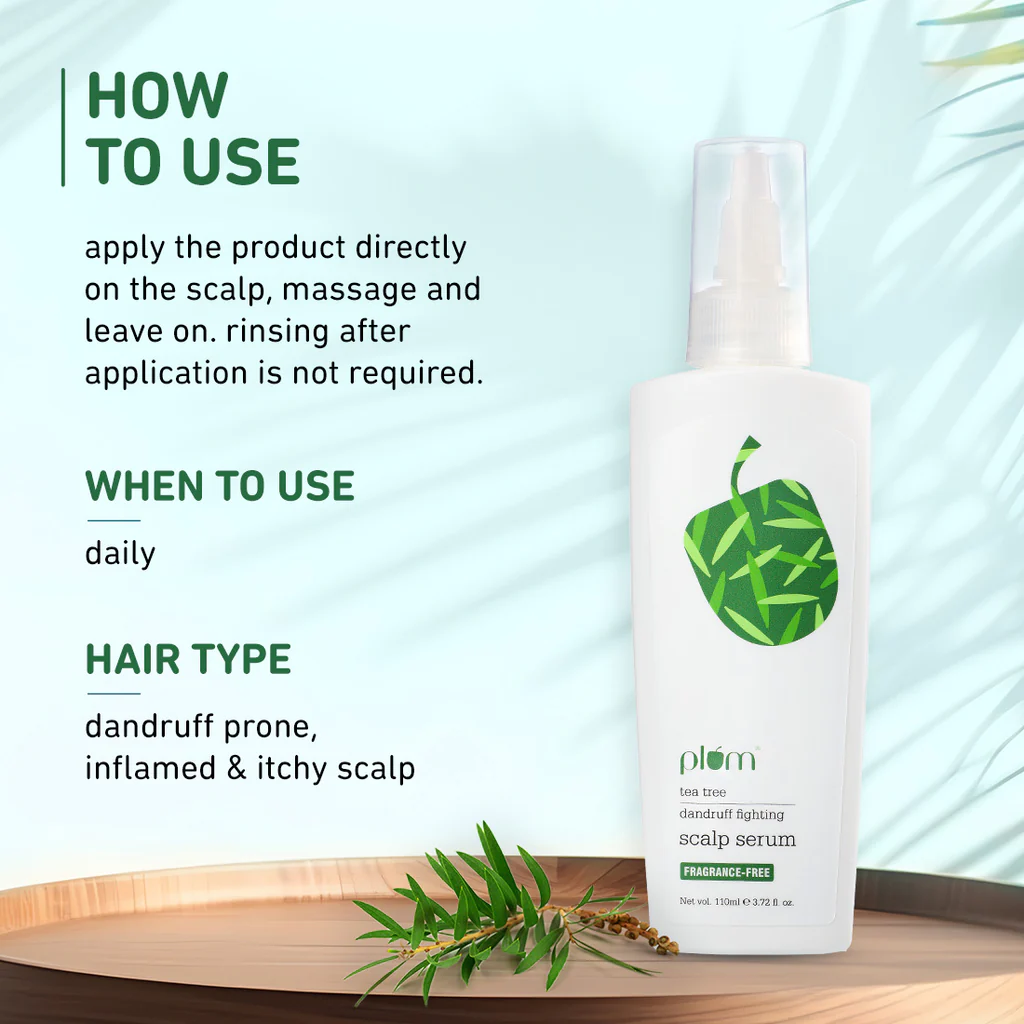 HOW
TO USE
apply the product directly
on the scalp, massage and
leave on. rinsing after
application is not required.
WHEN TO USE
daily
HAIR TYPE
dandruff prone,
inflamed & itchy scalp
plum®
tea tree
dandruff fighting
scalp serum
FRAGRANCE-FREE
Net vol. 110ml ℮ 3.72 fl. oz.